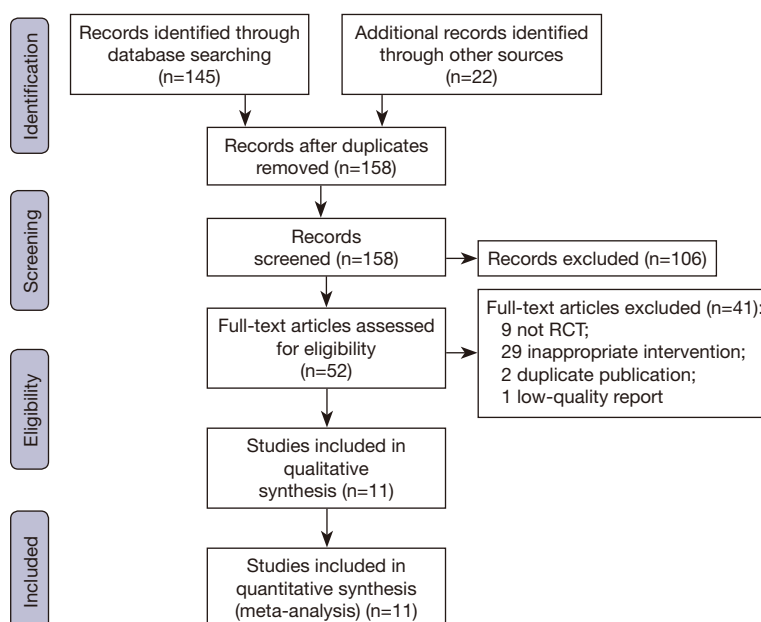 Identification
Records identified through
database searching
(n=145)
Additional records identified
through other sources
(n=22)
Records after duplicates
removed (n=158)
Screening
Records
screened (n=158)
Records excluded (n=106)
Full-text articles assessed
for eligibility
(n=52)
Full-text articles excluded (n=41):
9 not RCT;
29 inappropriate intervention;
2 duplicate publication;
1 low-quality report
Eligibility
Studies included in
qualitative
synthesis (n=11)
Included
Studies included in
quantitative synthesis
(meta-analysis) (n=11)